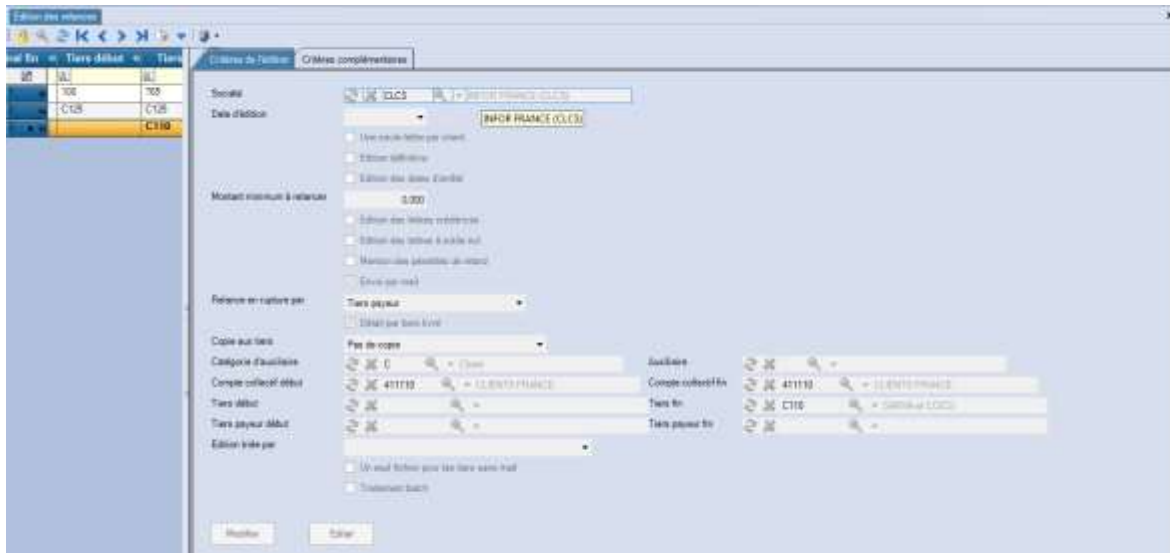 Edition des relances
nal fin Tiers début Tiers
100 765
C125 C125
C110
Critères de l'édition Critères complémentaires
Société CLCS INFOR FRANCE (CLCS)
Date d'édition INFOR FRANCE (CLCS)
Une seule lettre par client
Edition définitive
Edition des dates d'entité
Montant minimum à relancer 0.000
Edition des lettres créditrices
Edition des lettres à solde nul
Mention des pénalités de retard
Envoi par mail
Relance en rupture par Tiers payeur
Détail par tiers livré
Copie aux tiers Pas de copie
Catégorie d'auxiliaire C Client Auxiliaire
Compte collectif début 411110 CLIENTS FRANCE Compte collectif fin 411110 CLIENTS FRANCE
Tiers début Tiers fin C110
Tiers payeur début Tiers payeur fin
Edition triée par
Un seul fichier pour les tiers sans mail
Traitement batch
Modifier Editer